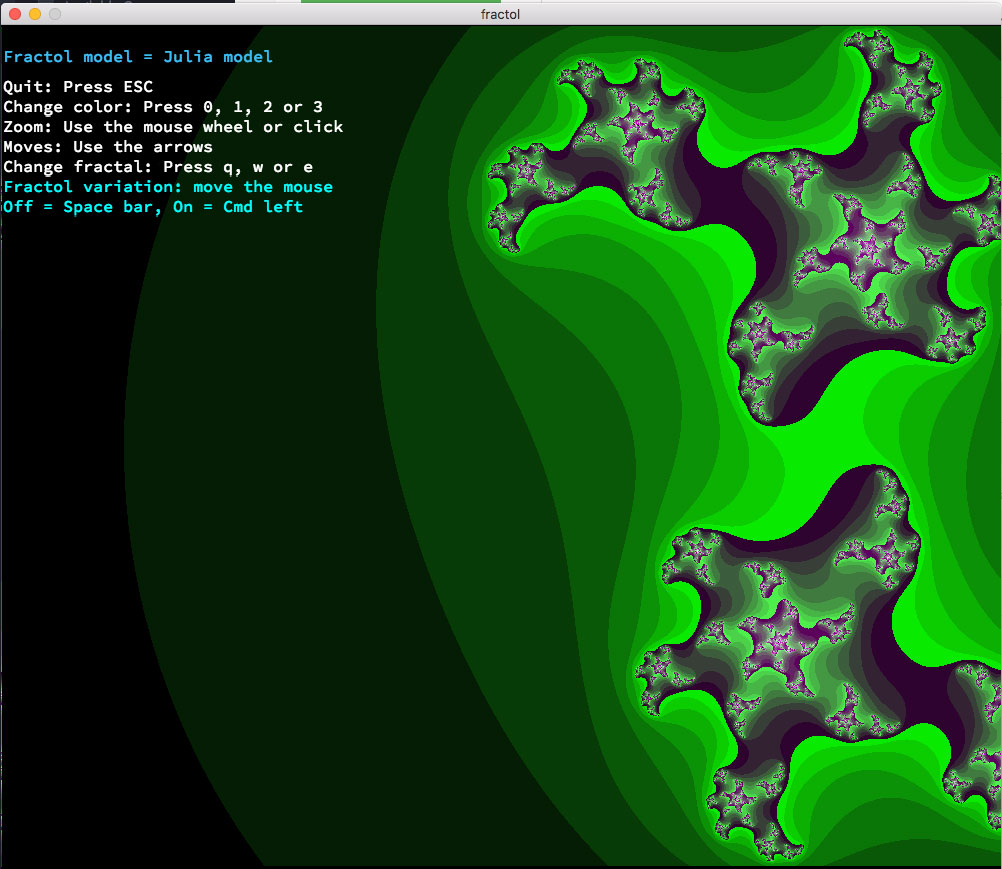 fractol
Fractol model = Julia model
Quit: Press ESC
Change color: Press 0, 1, 2 or 3
Zoom: Use the mouse wheel or click
Moves: Use the arrows
Change fractal: Press q, w or e
Fractol variation: move the mouse
Off = Space bar, On = Cmd left